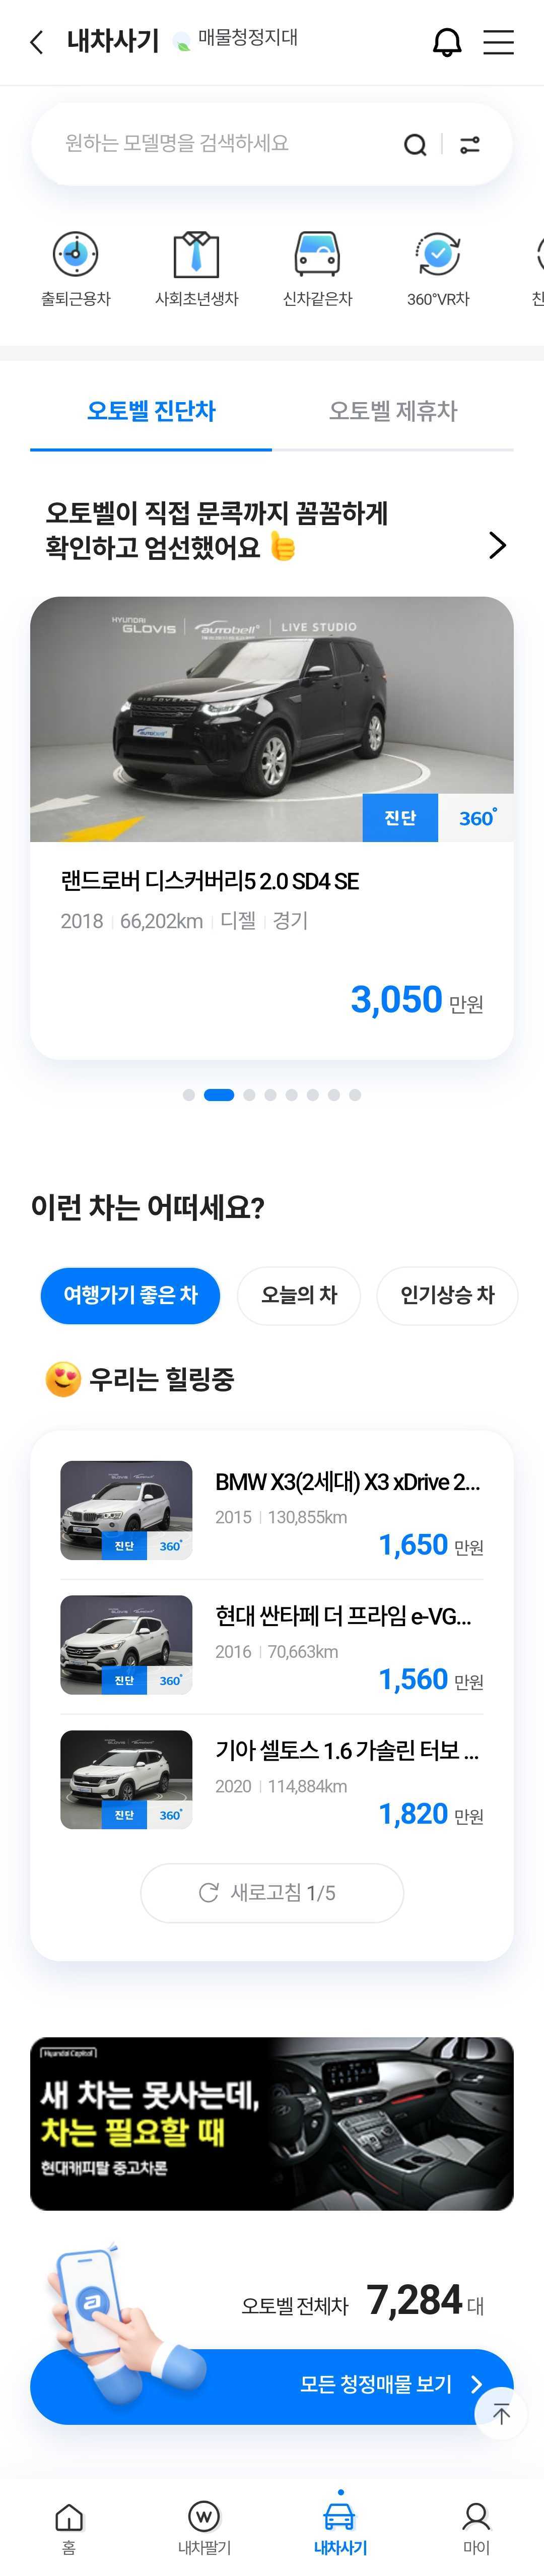 내차사기 매물청정지대
원하는 모델명을 검색하세요
출퇴근용차 사회초년생차 신차같은차 360°VR차
오토벨 진단차 오토벨 제휴차
오토벨이 직접 문콕까지 꼼꼼하게
확인하고 엄선했어요
HYUNDAI
GLOVIS autobell LIVE STUDIO
DISCOVERY
autobell
진단 360°
랜드로버 디스커버리5 2.0 SD4 SE
2018 66,202km 디젤 경기
3,050 만원
이런 차는 어떠세요?
여행가기 좋은 차 오늘의 차 인기상승 차
우리는 힐링중
BMW X3(2세대) X3 xDrive 2...
2015 130,855km
진단 360°
1,650 만원
현대 싼타페 더 프라임 e-VG...
2016 70,663km
진단 360°
1,560 만원
기아 셀토스 1.6 가솔린 터보 ...
2020 114,884km
진단 360°
1,820 만원
새로고침 1/5
Hyundai Capital
새 차는 못사는데,
차는 필요할 때
현대캐피탈 중고차론
오토벨 전체차 7,284 대
모든 청정매물 보기
홈 내차팔기 내차사기 마이